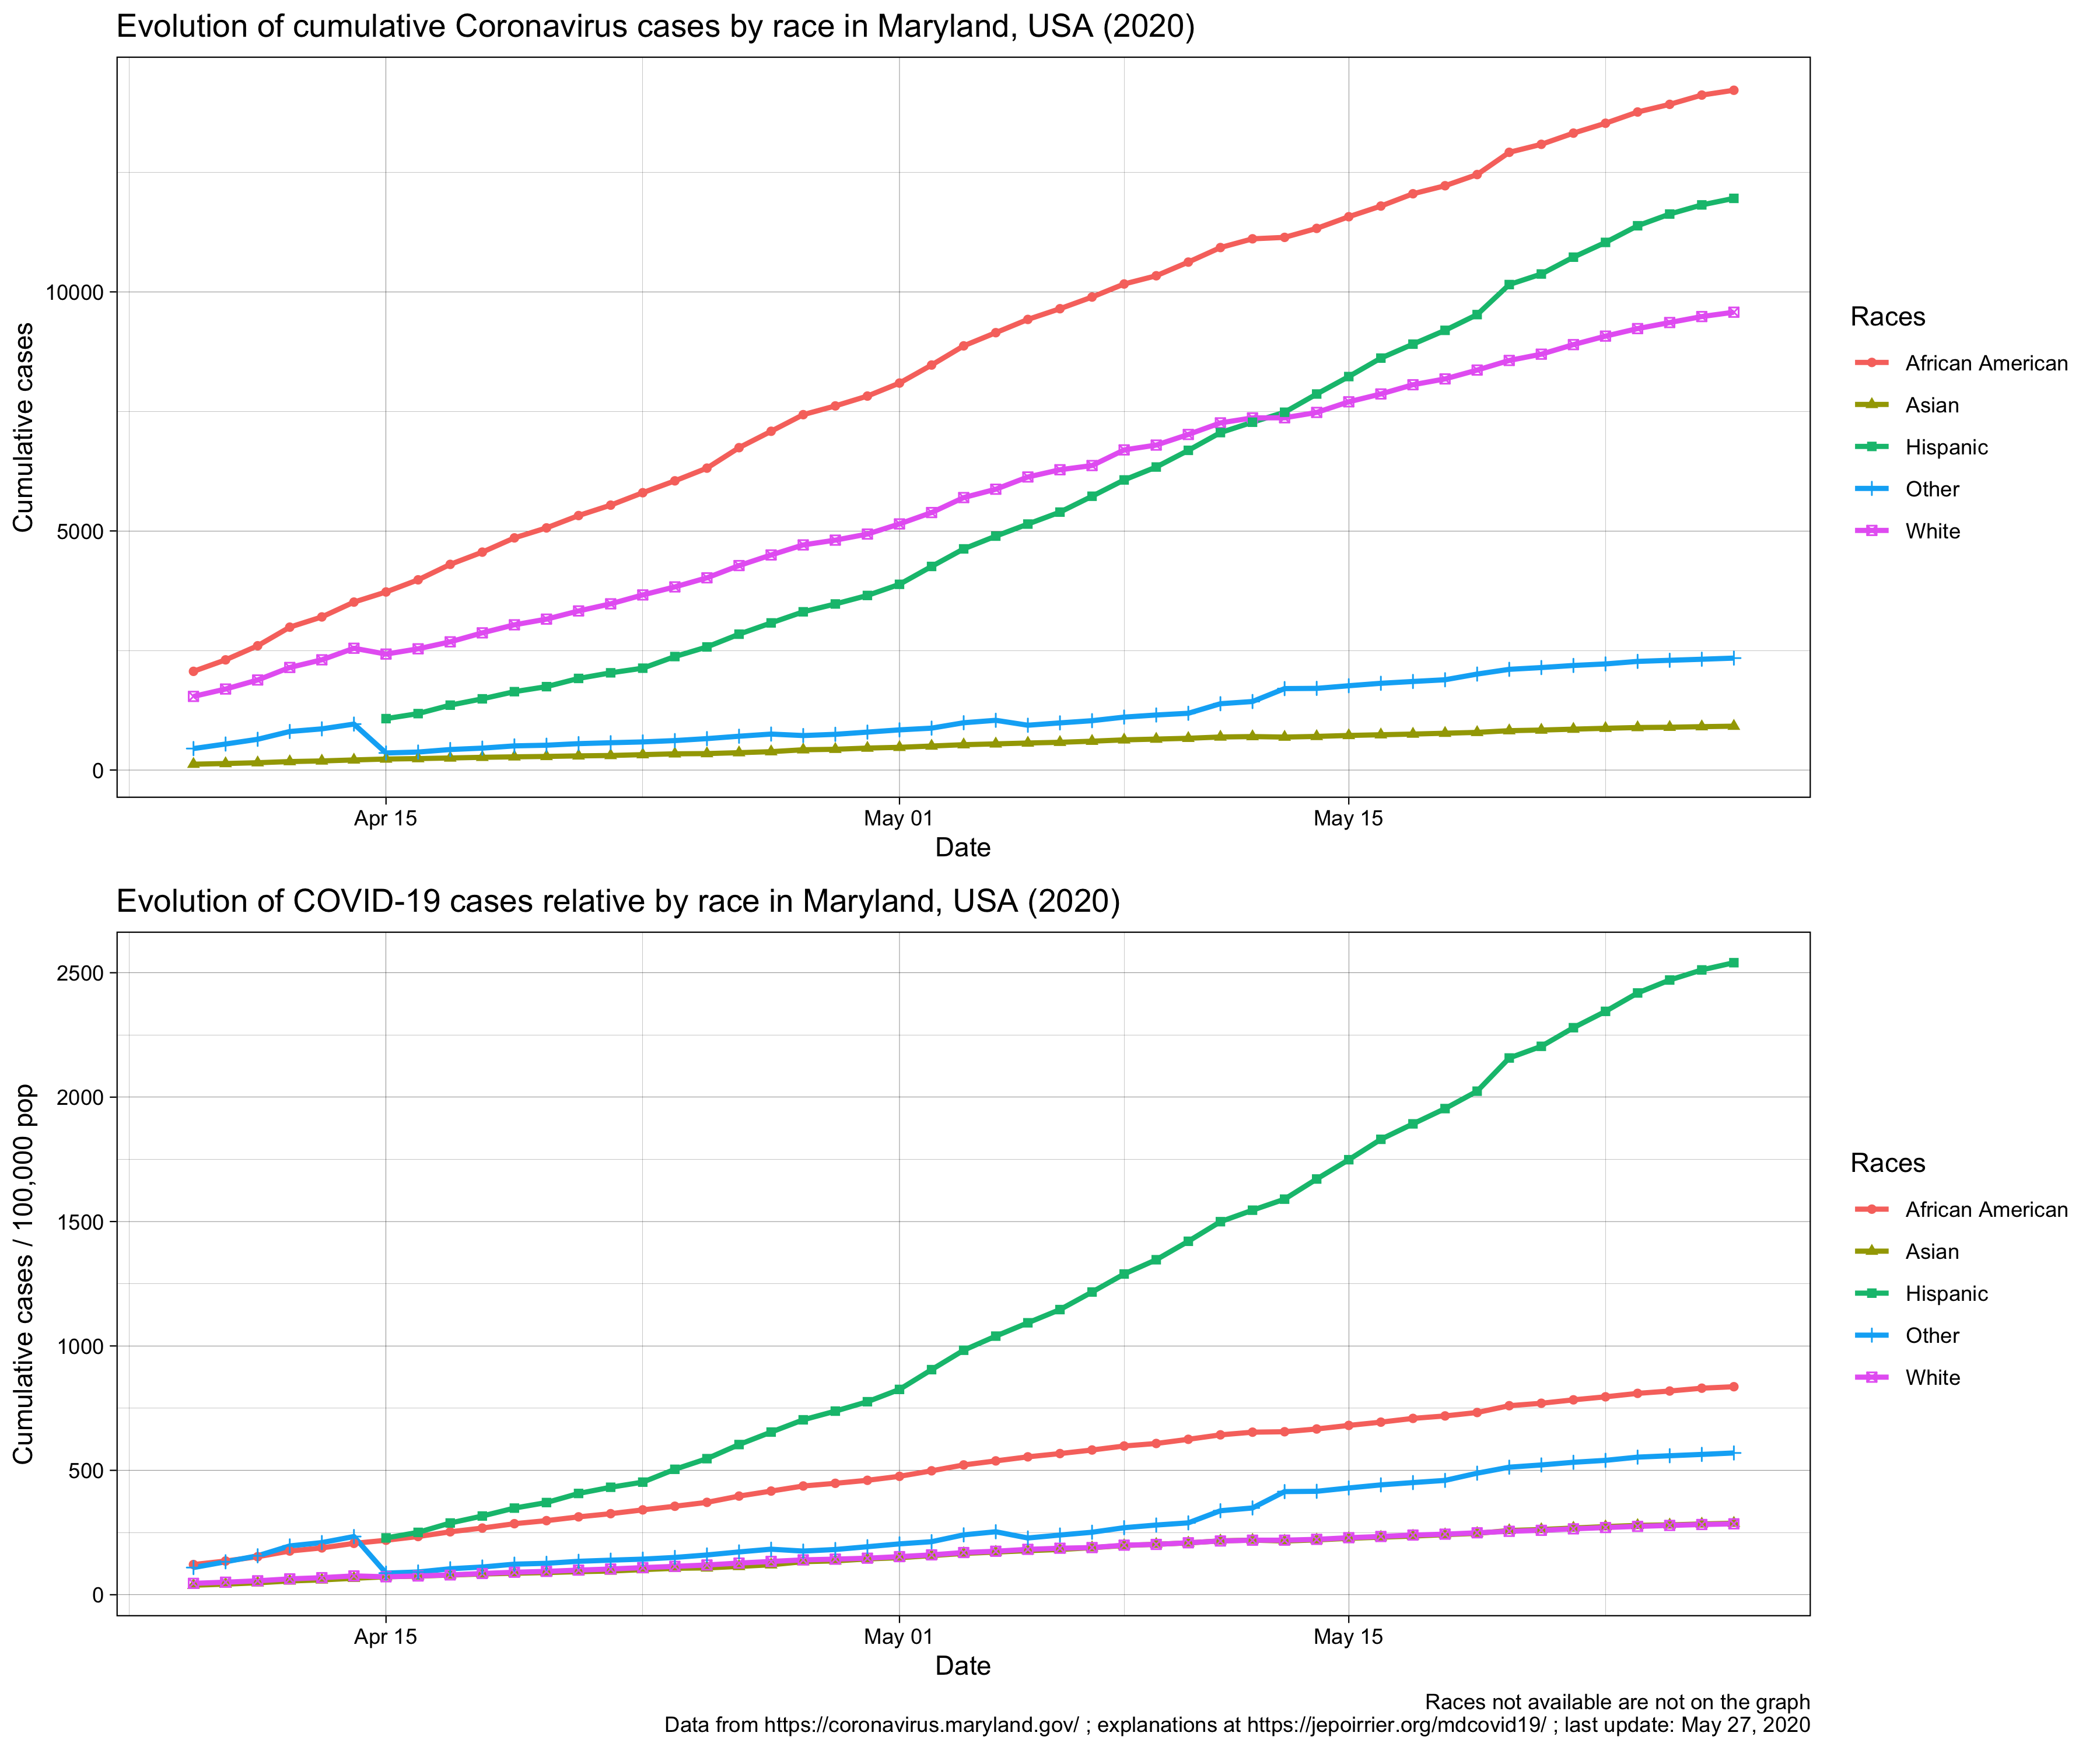 Evolution of cumulative Coronavirus cases by race in Maryland, USA (2020)
Cumulative cases
10000
5000
0
Apr 15
May 01
May 15
Date
Races
African American
Asian
Hispanic
Other
White
Evolution of COVID-19 cases relative by race in Maryland, USA (2020)
Cumulative cases / 100,000 pop
2500
2000
1500
1000
500
0
Apr 15
May 01
May 15
Date
Races
African American
Asian
Hispanic
Other
White
Races not available are not on the graph
Data from https://coronavirus.maryland.gov/ ; explanations at https://jepoirrier.org/mdcovid19/ ; last update: May 27, 2020